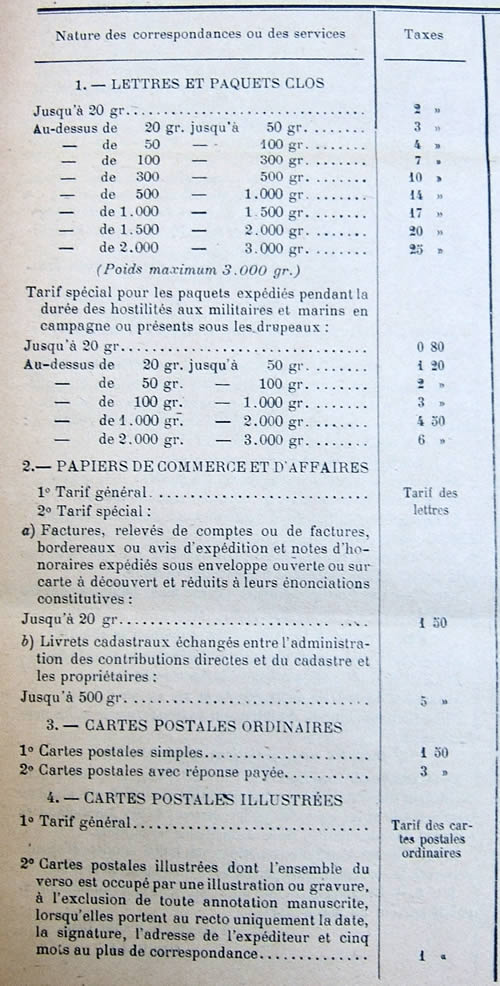 Nature des correspondances ou des services Taxes
1. — LETTRES ET PAQUETS CLOS
Jusqu'à 20 gr. 2 »
Au-dessus de 20 gr. jusqu'à 50 gr. 3 »
— de 50 — 100 gr. 4 »
— de 100 — 300 gr. 7 »
— de 300 — 500 gr. 10 »
— de 500 — 1.000 gr. 14 »
— de 1.000 — 1.500 gr. 17 »
— de 1.500 — 2.000 gr. 20 »
— de 2.000 — 3.000 gr. 25 »
(Poids maximum 3.000 gr.)
Tarif spécial pour les paquets expédiés pendant la
durée des hostilités aux militaires et marins en
campagne ou présents sous les drapeaux :
Jusqu'à 20 gr. 0 80
Au-dessus de 20 gr. jusqu'à 50 gr. 1 20
— de 50 gr. — 100 gr. 2 »
— de 100 gr. — 1.000 gr. 3 »
— de 1.000 gr. — 2.000 gr. 4 50
— de 2.000 gr. — 3.000 gr. 6 »
2. — PAPIERS DE COMMERCE ET D'AFFAIRES
1º Tarif général. Tarif des
2º Tarif spécial : lettres
a) Factures, relevés de comptes ou de factures,
bordereaux ou avis d'expédition et notes d'ho-
noraires expédiés sous enveloppe ouverte ou sur
carte à découvert et réduits à leurs énonciations
constitutives :
Jusqu'à 20 gr. 1 50
b) Livrets cadastraux échangés entre l'administra-
tion des contributions directes et du cadastre et
les propriétaires :
Jusqu'à 500 gr. 5 »
3. — CARTES POSTALES ORDINAIRES
1º Cartes postales simples. 1 50
2º Cartes postales avec réponse payée. 3 »
4. — CARTES POSTALES ILLUSTRÉES
1º Tarif général. Tarif des car-
tes postales
ordinaires
2º Cartes postales illustrées dont l'ensemble du
verso est occupé par une illustration ou gravure,
à l'exclusion de toute annotation manuscrite,
lorsqu'elles portent au recto uniquement la date,
la signature, l'adresse de l'expéditeur et cinq
mots au plus de correspondance. 1 «